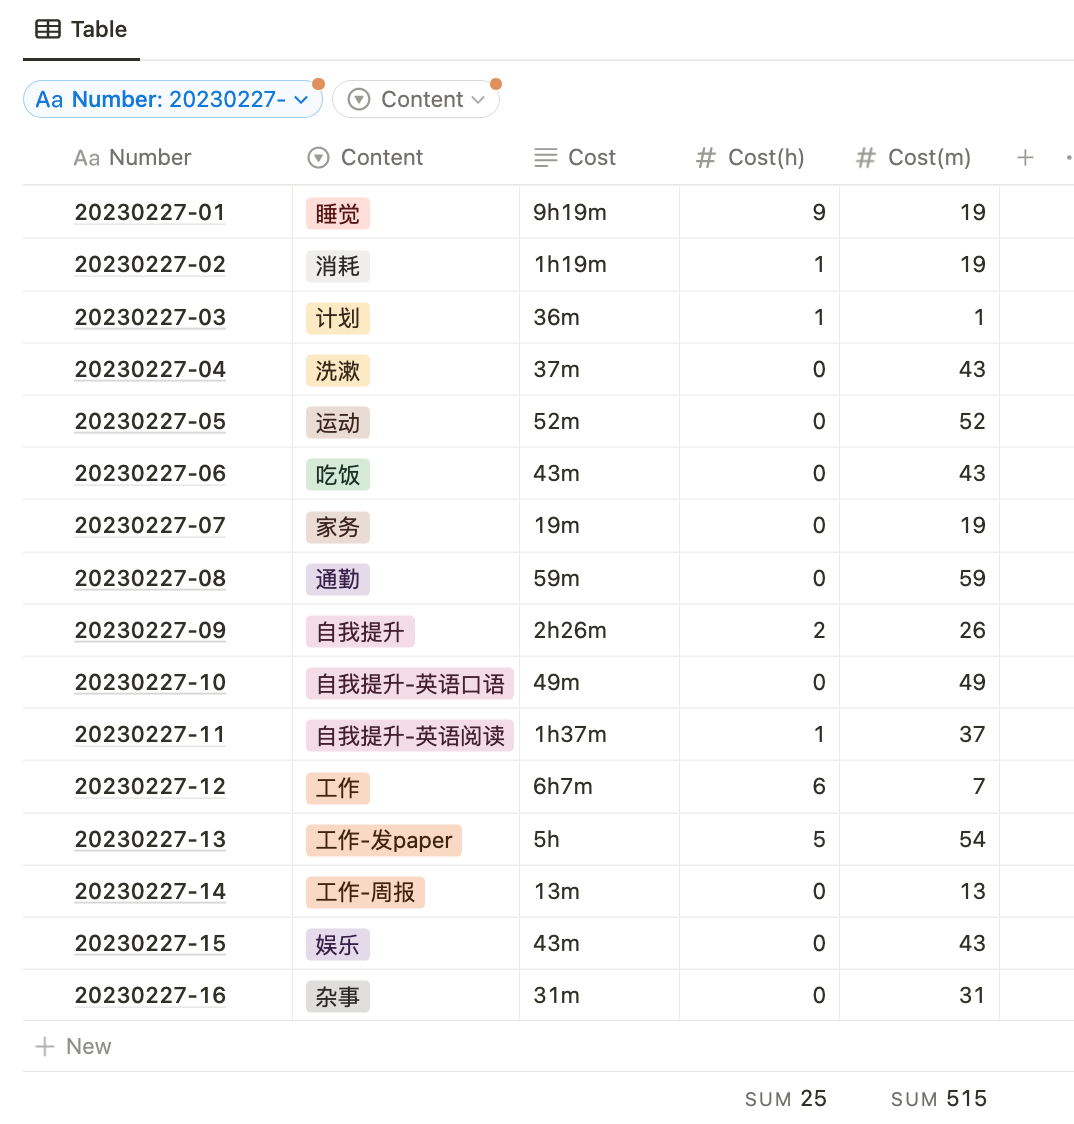 Table
Aa Number: 20230227- Content
Aa Number Content Cost # Cost(h) # Cost(m) +
20230227-01 睡觉 9h19m 9 19
20230227-02 消耗 1h19m 1 19
20230227-03 计划 36m 1 1
20230227-04 洗漱 37m 0 43
20230227-05 运动 52m 0 52
20230227-06 吃饭 43m 0 43
20230227-07 家务 19m 0 19
20230227-08 通勤 59m 0 59
20230227-09 自我提升 2h26m 2 26
20230227-10 自我提升-英语口语 49m 0 49
20230227-11 自我提升-英语阅读 1h37m 1 37
20230227-12 工作 6h7m 6 7
20230227-13 工作-发paper 5h 5 54
20230227-14 工作-周报 13m 0 13
20230227-15 娱乐 43m 0 43
20230227-16 杂事 31m 0 31
+ New
SUM 25 SUM 515